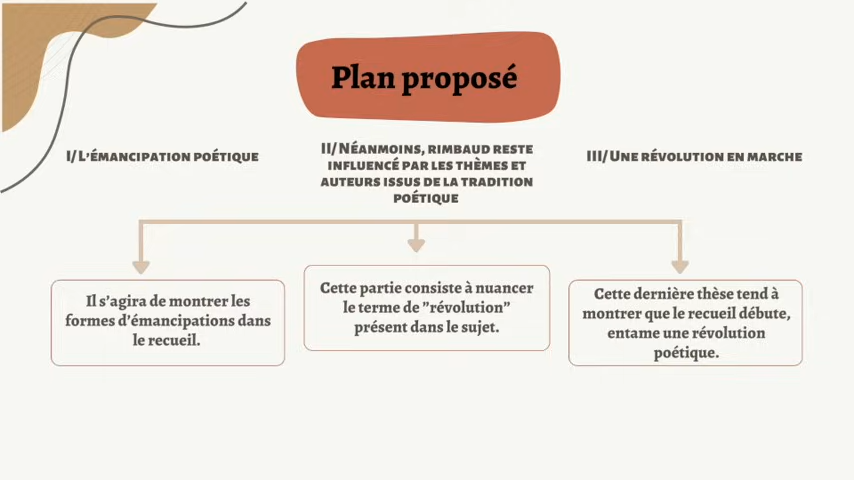 Plan proposé
I/ L'émancipation poétique
II/ Néanmoins, rimbaud reste
influencé par les thèmes et
auteurs issus de la tradition
poétique
III/ Une révolution en marche
Il s'agira de montrer les
formes d'émancipations dans
le recueil.
Cette partie consiste à nuancer
le terme de ”révolution”
présent dans le sujet.
Cette dernière thèse tend à
montrer que le recueil débute,
entame une révolution
poétique.